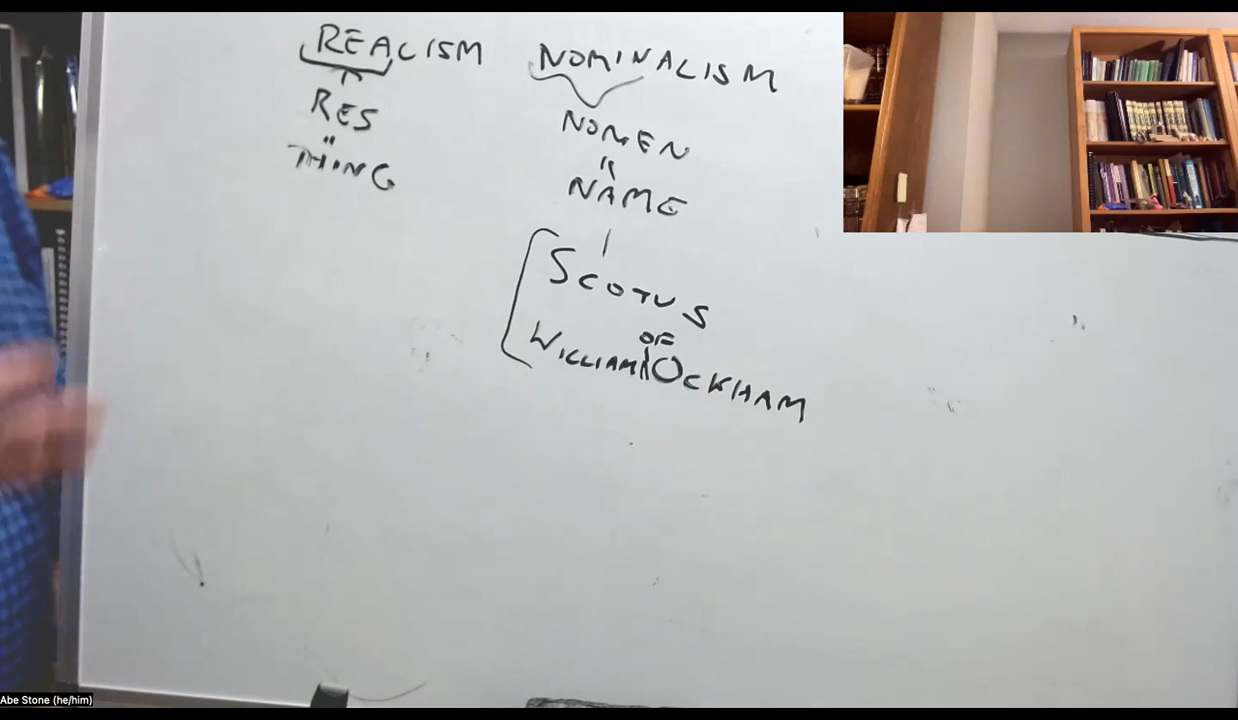 REALISM NOMINALISM
RES
"
THING
NOMEN
"
NAME
SCOTUS
WILLIAM OF OCKHAM
Abe Stone (he/him)